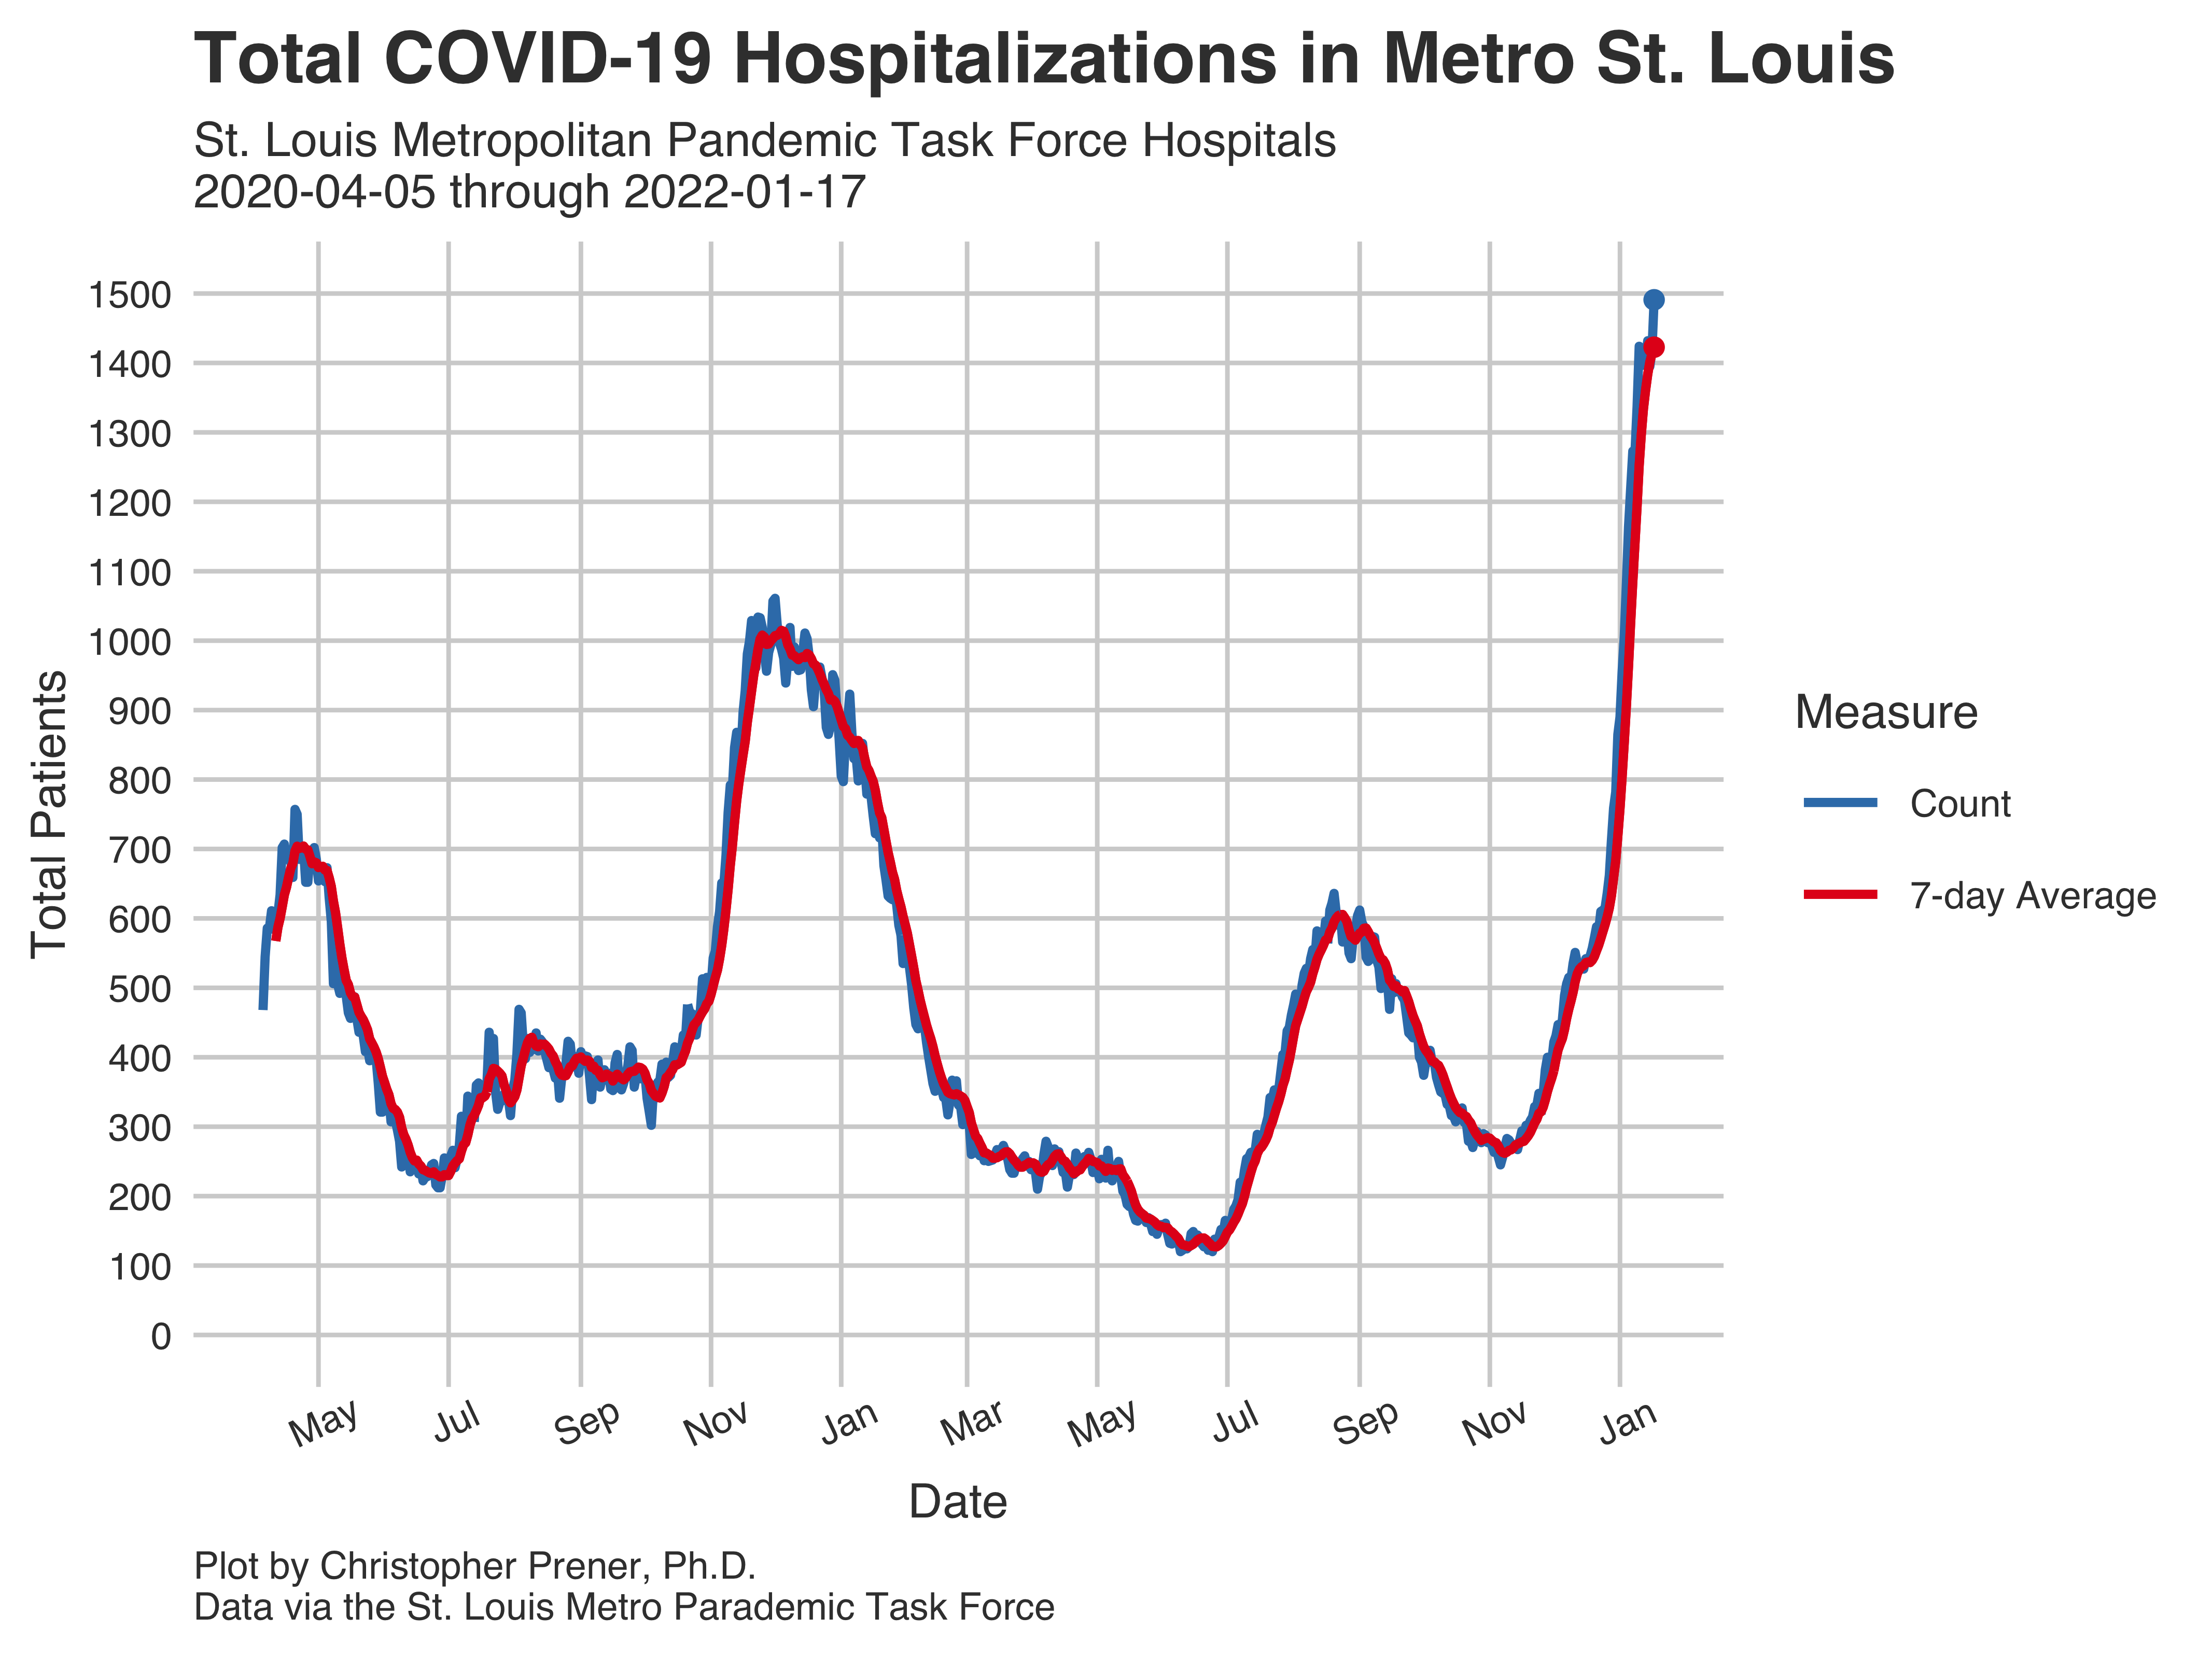 Total COVID-19 Hospitalizations in Metro St. Louis
St. Louis Metropolitan Pandemic Task Force Hospitals
2020-04-05 through 2022-01-17
1500
1400
1300
1200
1100
1000
900
800
700
600
500
400
300
200
100
0
Total Patients
May Jul Sep Nov Jan Mar May Jul Sep Nov Jan
Date
Measure
Count
7-day Average
Plot by Christopher Prener, Ph.D.
Data via the St. Louis Metro Parademic Task Force